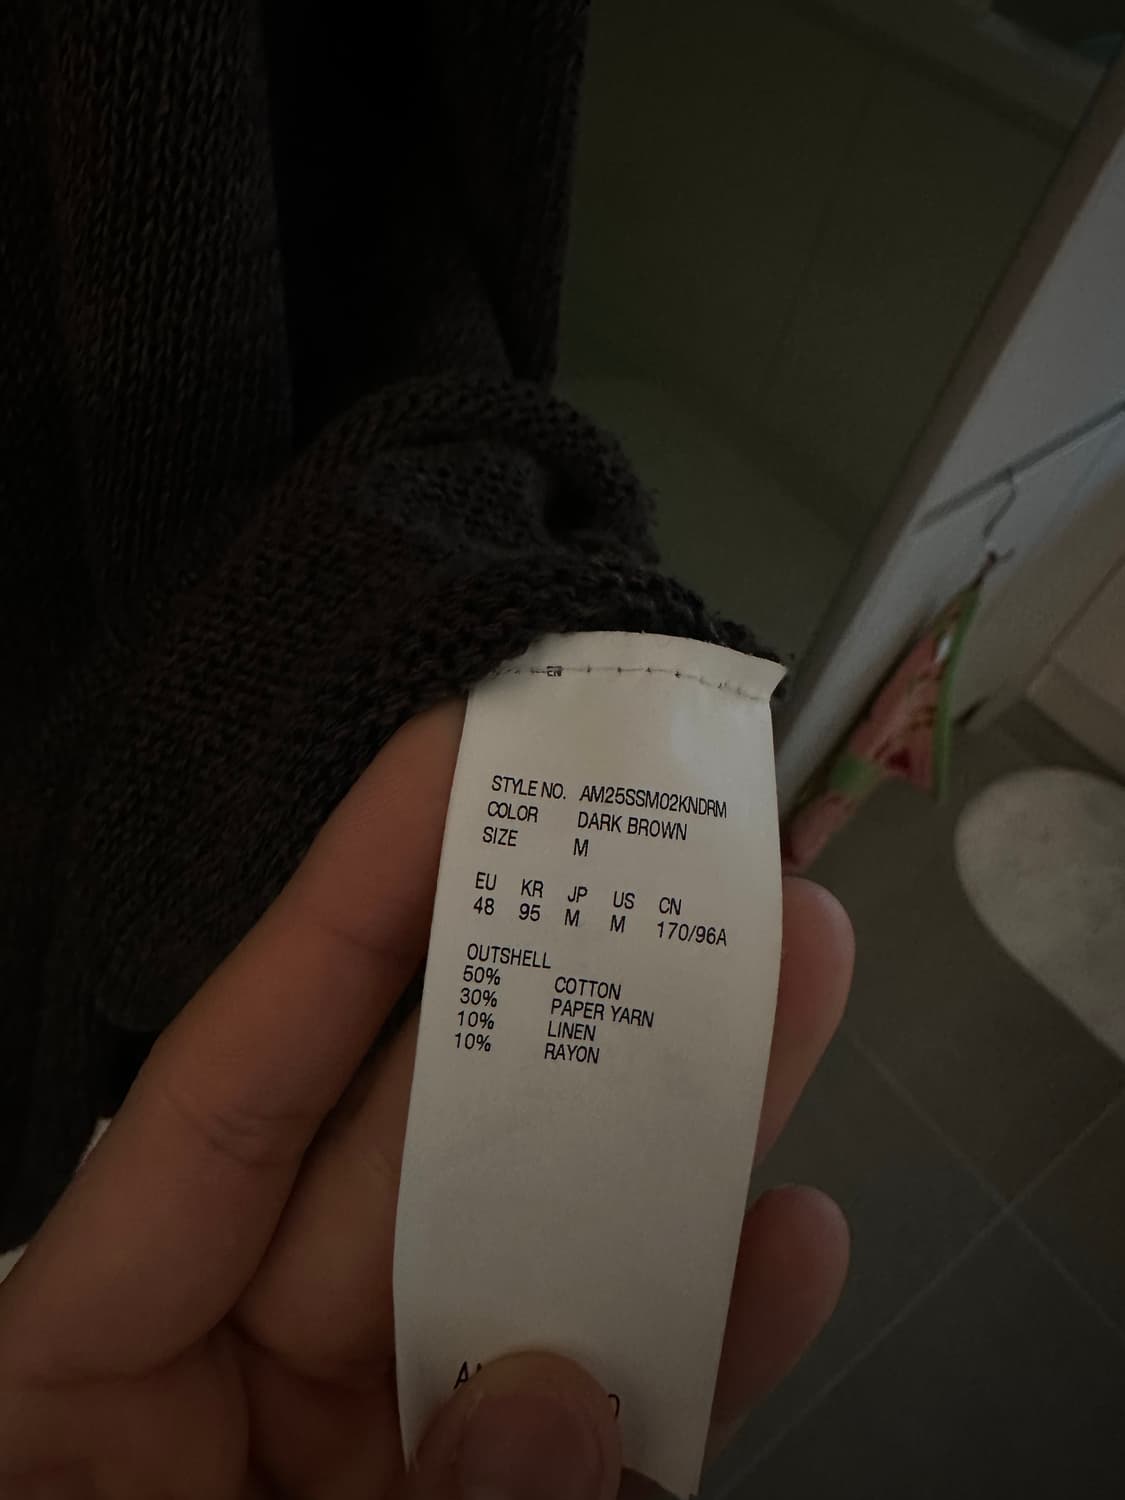 EN
STYLE NO. AM25SSM02KNDRM
COLOR DARK BROWN
SIZE M
EU KR JP US CN
48 95 M M 170/96A
OUTSHELL
50% COTTON
30% PAPER YARN
10% LINEN
10% RAYON